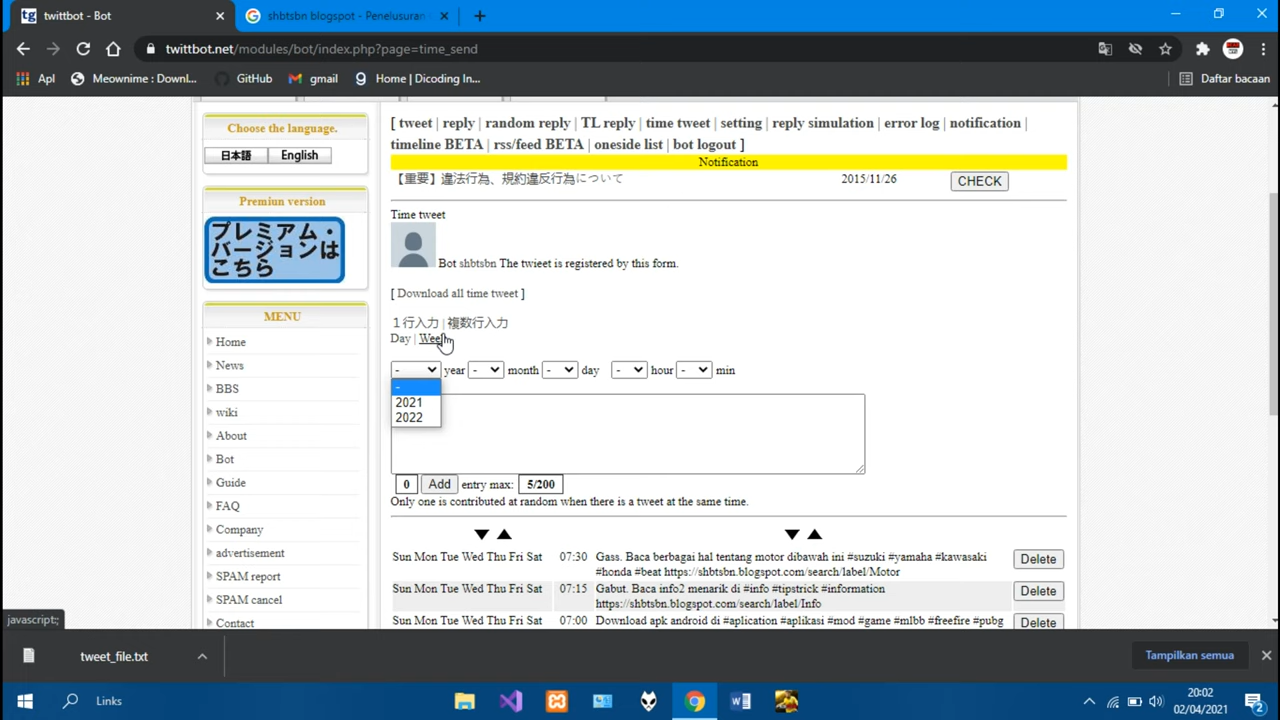 twittbot - Bot
shbtsbn blogspot - Penelusuran
twittbot.net/modules/bot/index.php?page=time_send
Apl
Meownime : Downl...
GitHub
gmail
Home | Dicoding In...
Daftar bacaan
Choose the language.
日本語
English
Premiun version
プレミアム・
バージョンは
こちら
MENU
Home
News
BBS
wiki
About
Bot
Guide
FAQ
Company
advertisement
SPAM report
SPAM cancel
Contact
[ tweet | reply | random reply | TL reply | time tweet | setting | reply simulation | error log | notification |
timeline BETA | rss/feed BETA | oneside list | bot logout ]
Notification
【重要】違法行為、規約違反行為について 2015/11/26 CHECK
Time tweet
Bot shbtsbn The twieet is registered by this form.
[ Download all time tweet ]
１行入力 | 複数行入力
Day | Week
- year - month - day - hour - min
-
2021
2022
0 Add entry max: 5/200
Only one is contributed at random when there is a tweet at the same time.
▼ ▲ ▼ ▲
Sun Mon Tue Wed Thu Fri Sat 07:30 Gass. Baca berbagai hal tentang motor dibawah ini #suzuki #yamaha #kawasaki Delete
#honda #beat https://shbtsbn.blogspot.com/search/label/Motor
Sun Mon Tue Wed Thu Fri Sat 07:15 Gabut. Baca info2 menarik di #info #tipstrick #information Delete
https://shbtsbn.blogspot.com/search/label/Info
Sun Mon Tue Wed Thu Fri Sat 07:00 Download apk android di #aplication #aplikasi #mod #game #mlbb #freefire #pubg Delete
javascript:;
tweet_file.txt
Tampilkan semua
Links
20:02
02/04/2021
2